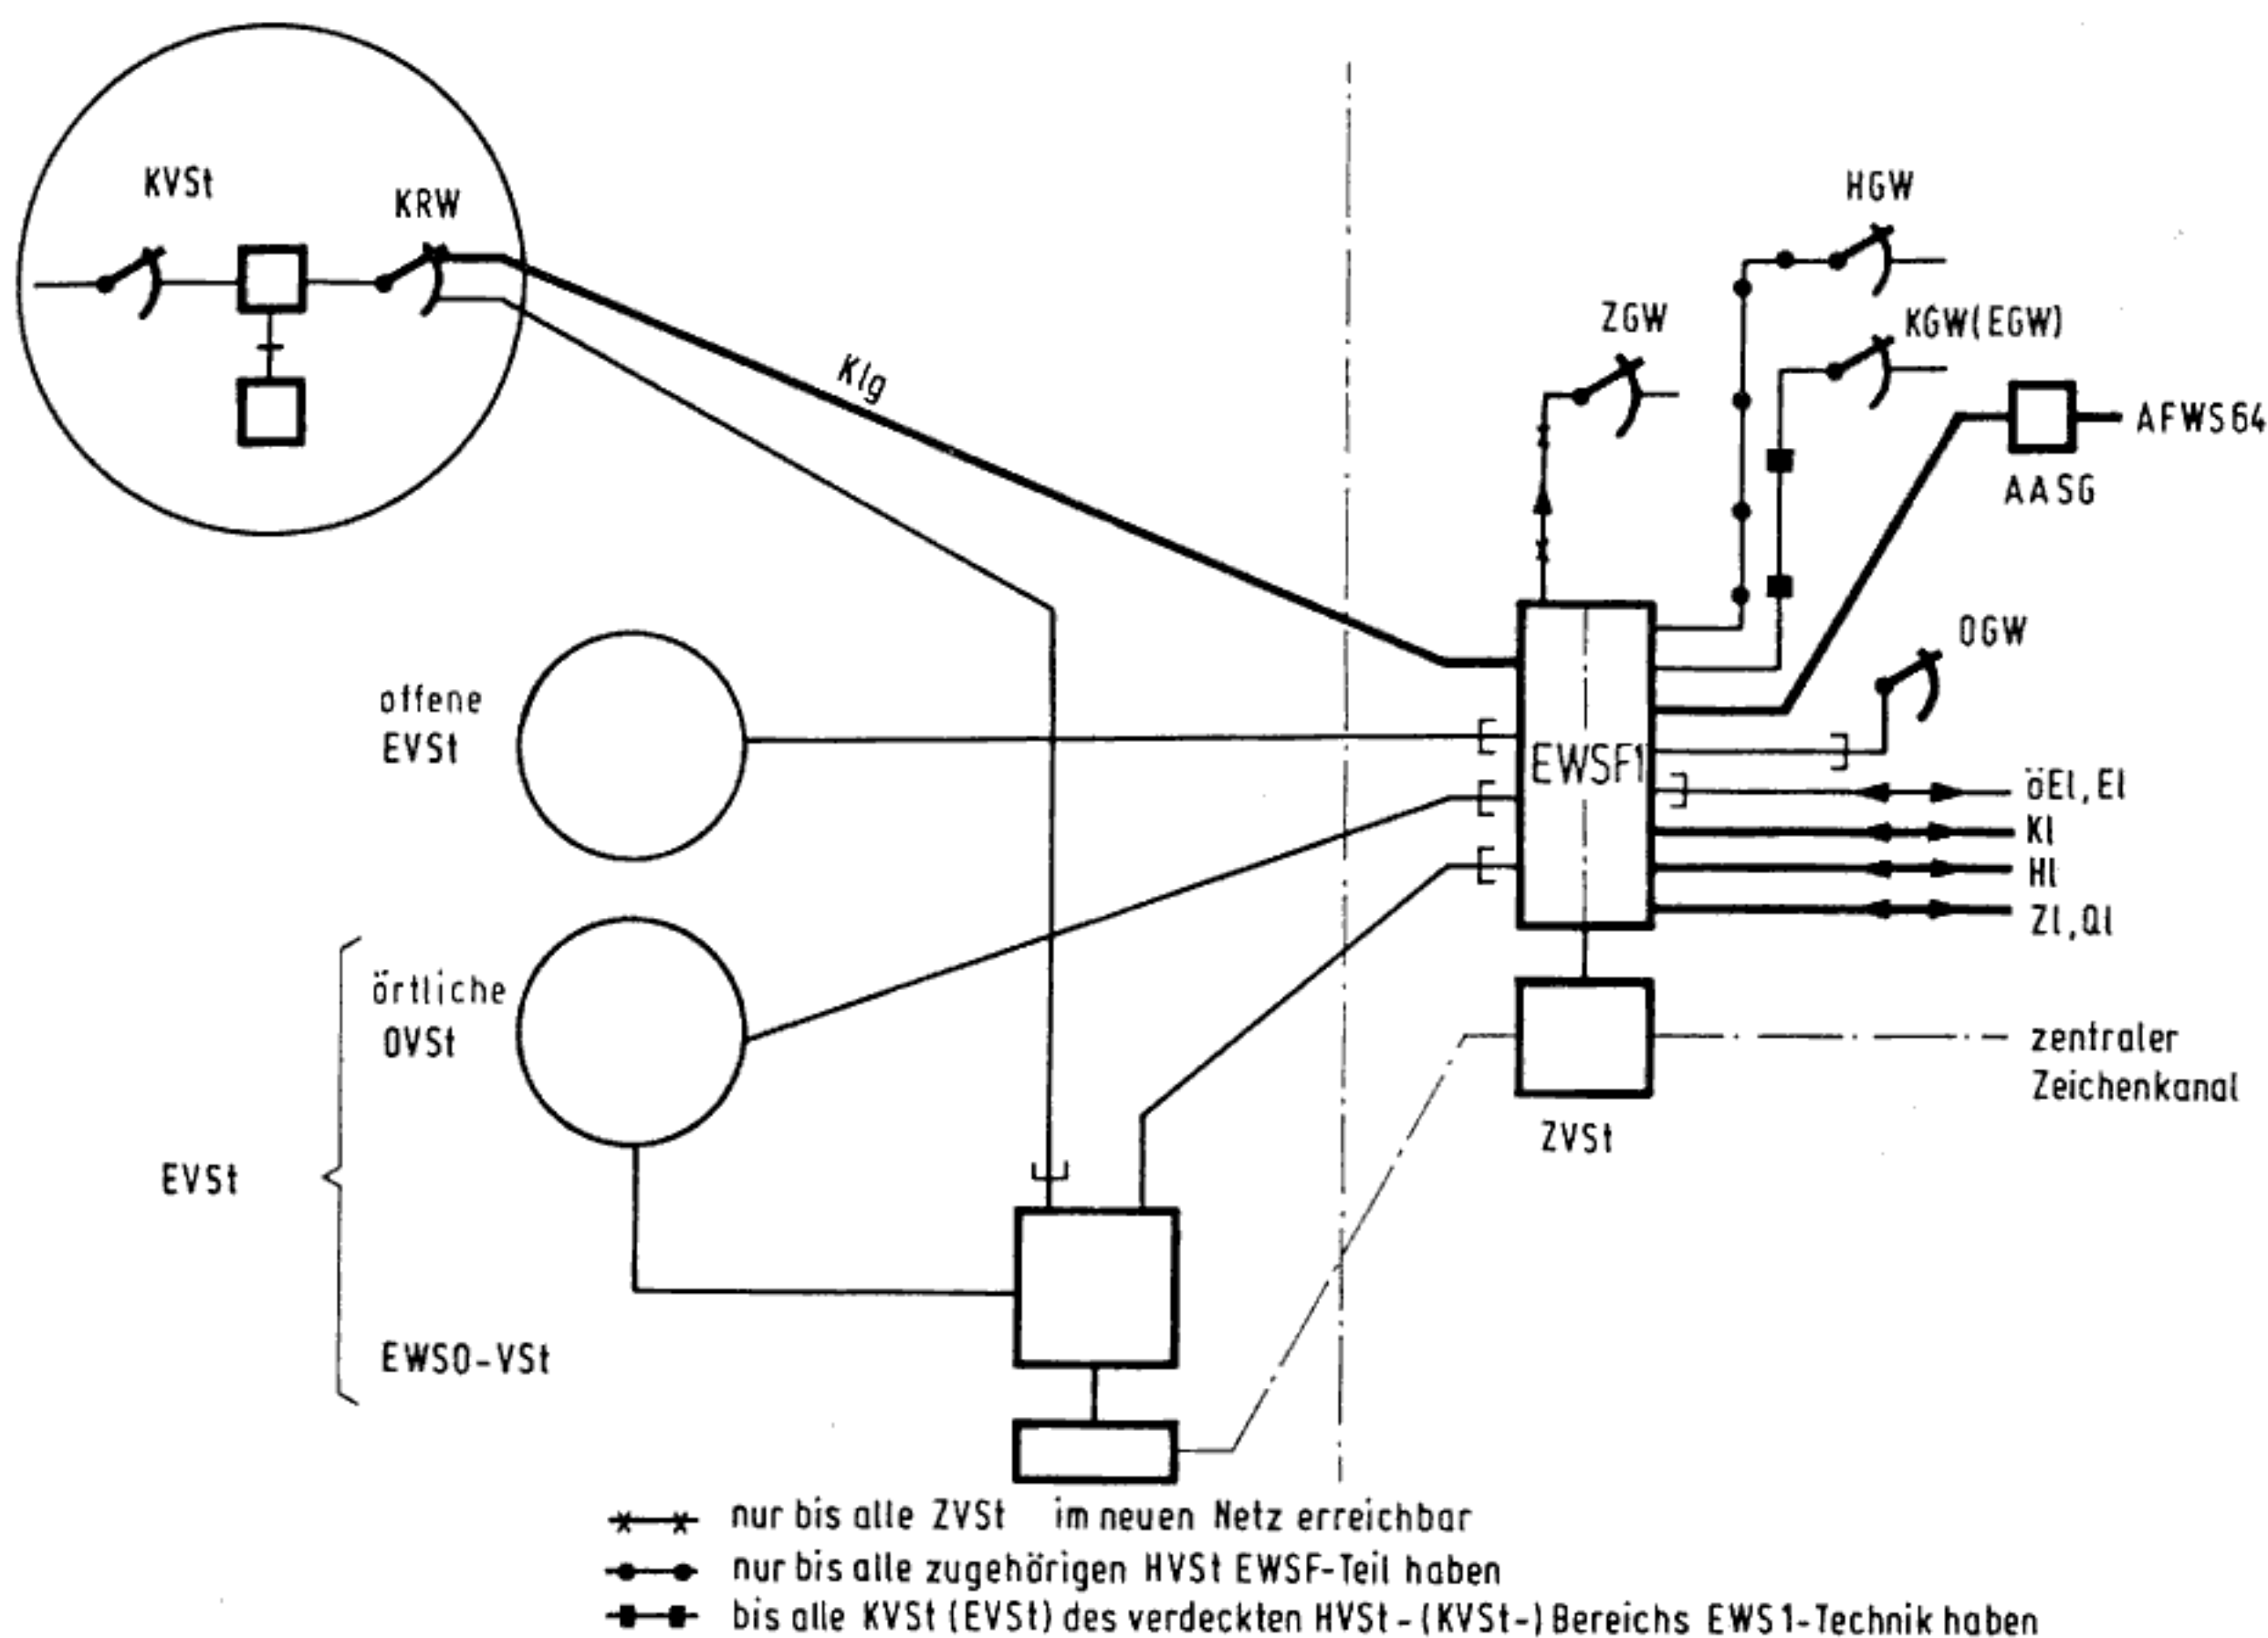 KVSt
KRW
Klg
HGW
ZGW
KGW(EGW)
AFWS64
AASG
OGW
offene
EVSt
EWSF1
öEl, El
Kl
Hl
Zl, Ql
örtliche
OVSt
zentraler
Zeichenkanal
ZVSt
EVSt
EWSO-VSt
nur bis alle ZVSt im neuen Netz erreichbar
nur bis alle zugehörigen HVSt EWSF-Teil haben
bis alle KVSt (EVSt) des verdeckten HVSt-(KVSt-) Bereichs EWS1-Technik haben